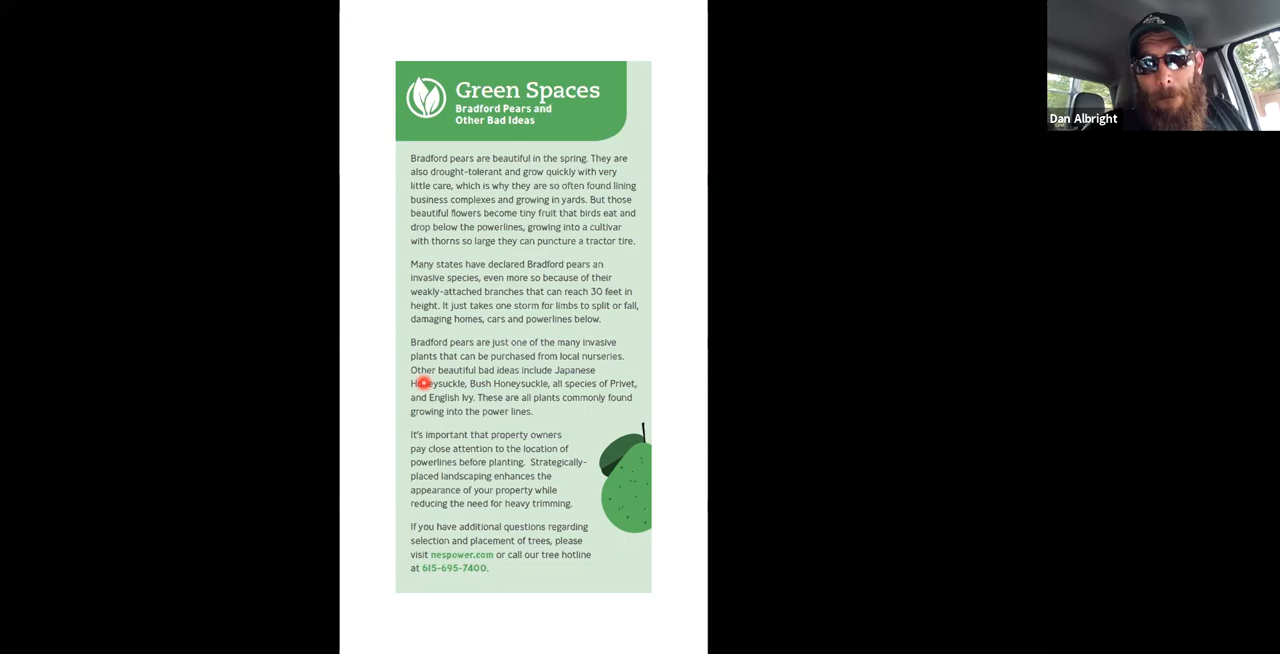 Green Spaces
Bradford Pears and
Other Bad Ideas
Bradford pears are beautiful in the spring. They are
also drought-tolerant and grow quickly with very
little care, which is why they are so often found lining
business complexes and growing in yards. But those
beautiful flowers become tiny fruit that birds eat and
drop below the powerlines, growing into a cultivar
with thorns so large they can puncture a tractor tire.
Many states have declared Bradford pears an
invasive species, even more so because of their
weakly-attached branches that can reach 30 feet in
height. It just takes one storm for limbs to split or fall,
damaging homes, cars and powerlines below.
Bradford pears are just one of the many invasive
plants that can be purchased from local nurseries.
Other beautiful bad ideas include Japanese
Honeysuckle, Bush Honeysuckle, all species of Privet,
and English Ivy. These are all plants commonly found
growing into the power lines.
It's important that property owners
pay close attention to the location of
powerlines before planting. Strategically-
placed landscaping enhances the
appearance of your property while
reducing the need for heavy trimming.
If you have additional questions regarding
selection and placement of trees, please
visit nespower.com or call our tree hotline
at 615-695-7400.
Dan Albright